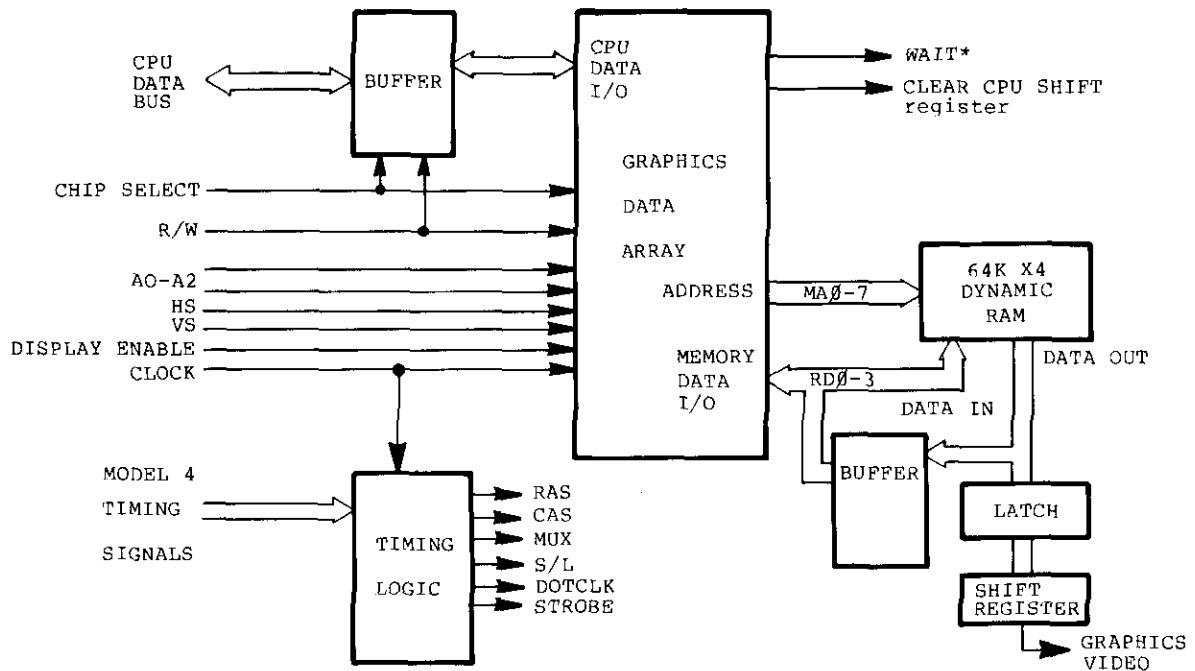 CPU
DATA
BUS
BUFFER
CPU
DATA
I/O
WAIT*
CLEAR CPU SHIFT
register
GRAPHICS
DATA
ARRAY
CHIP SELECT
R/W
AO-A2
HS
VS
DISPLAY ENABLE
CLOCK
ADDRESS
MAØ-7
64K X4
DYNAMIC
RAM
MEMORY
DATA
I/O
RDØ-3
DATA IN
DATA OUT
BUFFER
LATCH
SHIFT
REGISTER
GRAPHICS
VIDEO
MODEL 4
TIMING
SIGNALS
TIMING
LOGIC
RAS
CAS
MUX
S/L
DOTCLK
STROBE